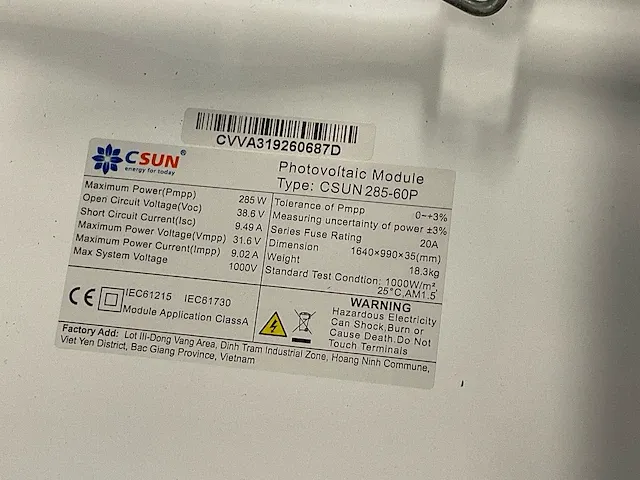 CVVA319260687D
CSUN®
energy for today
Photovoltaic Module
Type: CSUN 285-60P
Maximum Power(Pmpp) 285 W
Open Circuit Voltage(Voc) 38.6 V
Short Circuit Current(Isc) 9.49 A
Maximum Power Voltage(Vmpp) 31.6 V
Maximum Power Current(Impp) 9.02 A
Max System Voltage 1000V
Tolerance of Pmpp 0~+3%
Measuring uncertainty of power ±3%
Series Fuse Rating 20A
Dimension 1640×990×35(mm)
Weight 18.3kg
Standard Test Condtion: 1000W/m²,
25°C,AM1.5
CE IEC61215 IEC61730
Module Application ClassA
WARNING
Hazardous Electricity
Can Shock,Burn or
Cause Death.Do Not
Touch Terminals
Factory Add: Lot III-Dong Vang Area, Dinh Tram Industrial Zone, Hoang Ninh Commune,
Viet Yen District, Bac Giang Province, Vietnam